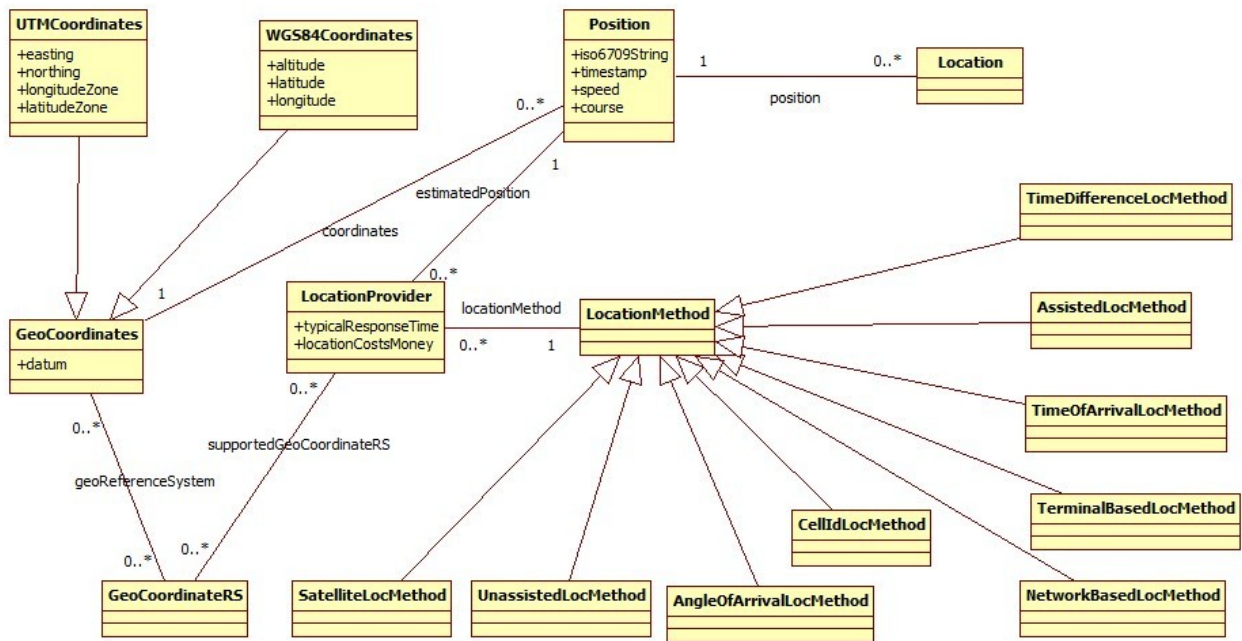 UTMCoordinates
+easting
+northing
+longitudeZone
+latitudeZone
WGS84Coordinates
+altitude
+latitude
+longitude
Position
+iso6709String
+timestamp
+speed
+course
1
0..*
position
Location
0..*
1
estimatedPosition
coordinates
1
0..*
GeoCoordinates
+datum
LocationProvider
+typicalResponseTime
+locationCostsMoney
locationMethod
0..*
1
LocationMethod
TimeDifferenceLocMethod
AssistedLocMethod
TimeOfArrivalLocMethod
TerminalBasedLocMethod
NetworkBasedLocMethod
0..*
0..*
supportedGeoCoordinateRS
geoReferenceSystem
0..*
0..*
GeoCoordinateRS
SatelliteLocMethod
UnassistedLocMethod
AngleOfArrivalLocMethod
CellIdLocMethod